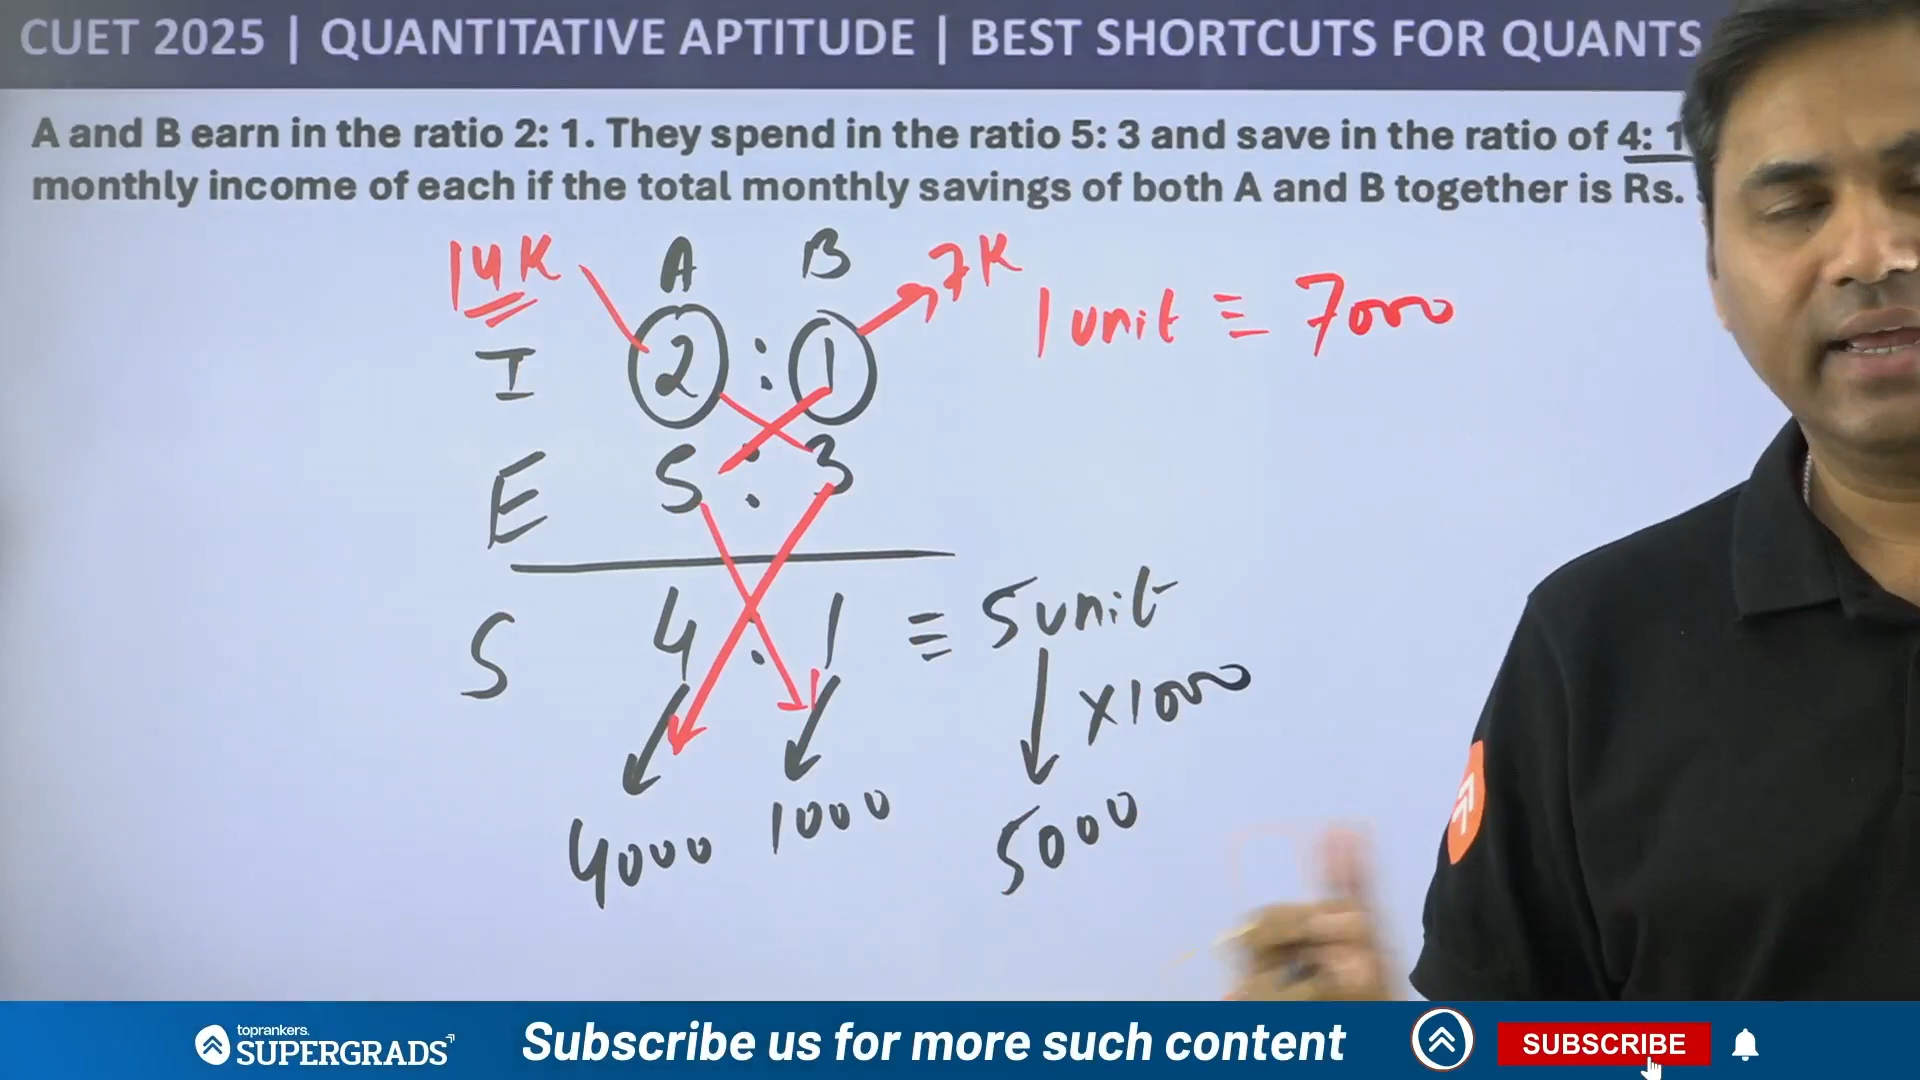 CUET 2025 | QUANTITATIVE APTITUDE | BEST SHORTCUTS FOR QUANTS
A and B earn in the ratio 2: 1. They spend in the ratio 5: 3 and save in the ratio of 4: 1
monthly income of each if the total monthly savings of both A and B together is Rs.
14K A B 7K
I 2 : 1 1 unit ≡ 7000
E 5 : 3
S 4 : 1 ≡ 5 unit
×1000
4000 1000 5000
toprankers.
SUPERGRADS
Subscribe us for more such content
SUBSCRIBE